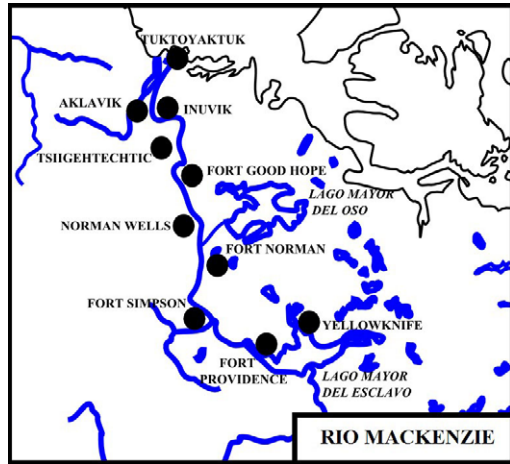 TUKTOYAKTUK
AKLAVIK
INUVIK
TSIIGEHTECHTIC
FORT GOOD HOPE
LAGO MAYOR
DEL OSO
NORMAN WELLS
FORT NORMAN
FORT SIMPSON
YELLOWKNIFE
FORT
PROVIDENCE
LAGO MAYOR
DEL ESCLAVO
RIO MACKENZIE